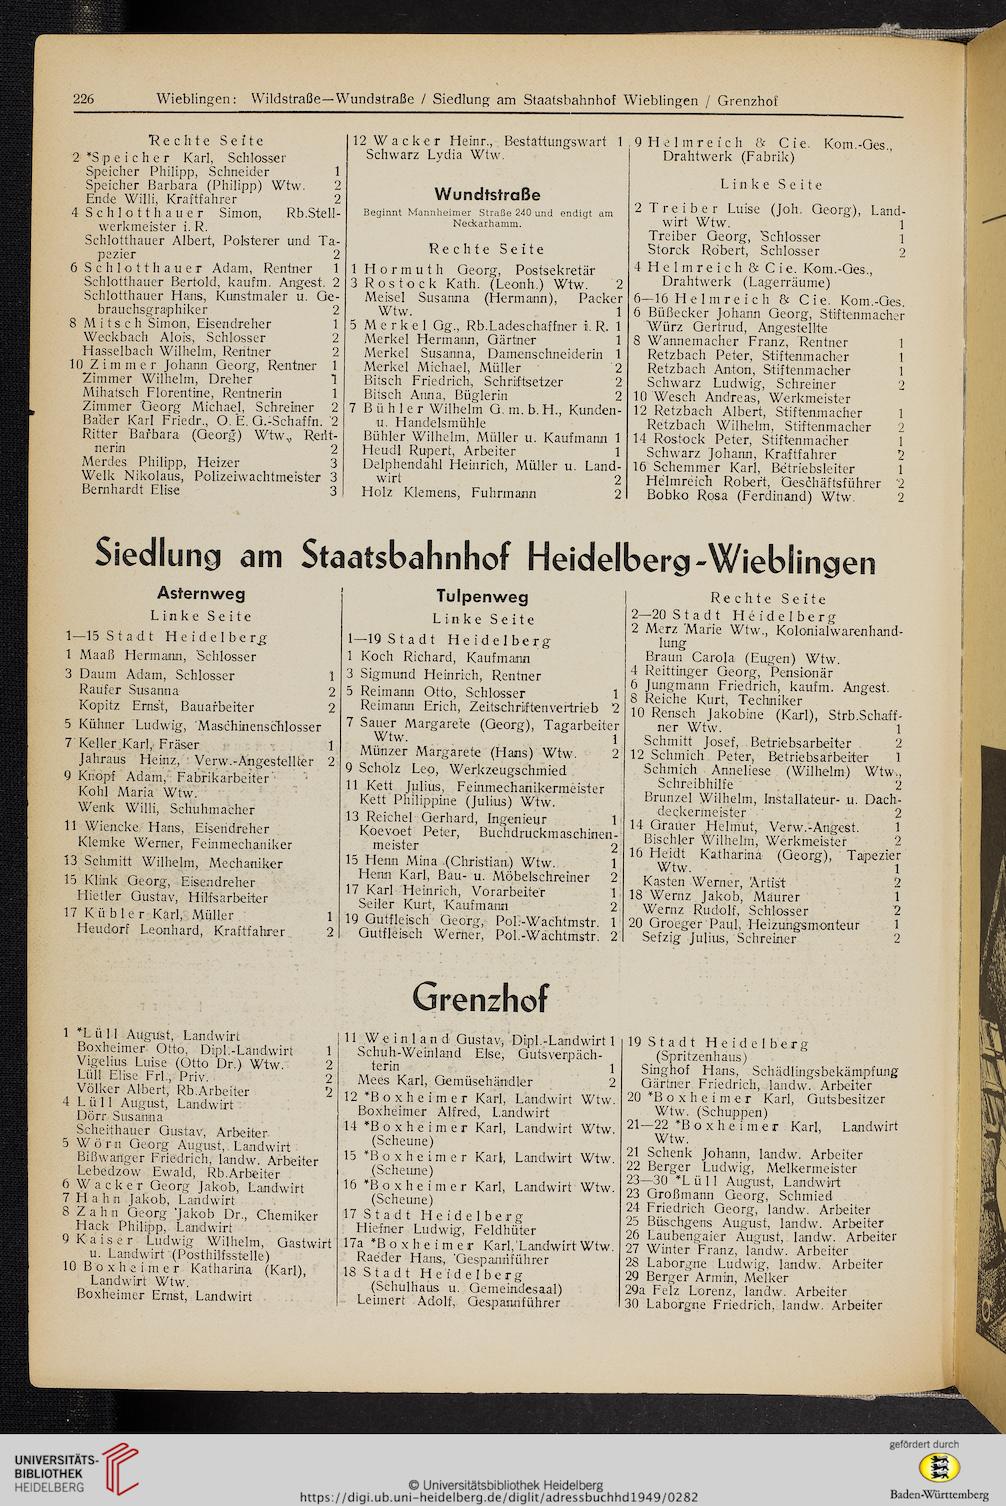 226 Wieblingen: Wildstraße—Wundstraße / Siedlung am Staatsbahnhof Wieblingen / Grenzhof
Rechte Seite
2 *Speicher Karl, Schlosser
Speicher Philipp, Schneider 1
Speicher Barbara (Philipp) Wtw. 2
Ende Willi, Kraftfahrer 2
4 Schlotthauer Simon, Rb.Stell-
werkmeister i. R.
Schlotthauer Albert, Polsterer und Ta-
pezier 2
6 Schlotthauer Adam, Rentner 1
Schlotthauer Bertold, kaufm. Angest. 2
Schlotthauer Hans, Kunstmaler u. Ge-
brauchsgraphiker 2
8 Mitsch Simon, Eisendreher 1
Weckbach Alois, Schlosser 2
Hasselbach Wilhelm, Rentner 2
10 Zimmer Johann Georg, Rentner 1
Zimmer Wilhelm, Dreher 1
Mihatsch Florentine, Rentnerin 1
Zimmer Georg Michael, Schreiner 2
Bader Karl Friedr., O. E. G.-Schaffn. 2
Ritter Barbara (Georg) Wtw., Rent-
nerin 2
Merdes Philipp, Heizer 3
Welk Nikolaus, Polizeiwachtmeister 3
Bernhardt Elise 3
12 Wacker Heinr., Bestattungswart 1
Schwarz Lydia Wtw.
Wundtstraße
Beginnt Mannheimer Straße 240 und endigt am
Neckarhamm.
Rechte Seite
1 Hormuth Georg, Postsekretär
3 Rostock Kath. (Leonh.) Wtw. 2
Meisel Susanna (Hermann), Packer
Wtw. 1
5 Merkel Gg., Rb.Ladeschaffner i. R. 1
Merkel Hermann, Gärtner 1
Merkel Susanna, Damenschneiderin 1
Merkel Michael, Müller 2
Bitsch Friedrich, Schriftsetzer 2
Bitsch Anna, Büglerin 2
7 Bühler Wilhelm G. m. b. H., Kunden-
u. Handelsmühle
Bühler Wilhelm, Müller u. Kaufmann 1
Heudl Rupert, Arbeiter 1
Delphendahl Heinrich, Müller u. Land-
wirt 2
Holz Klemens, Fuhrmann 2
9 Helmreich & Cie. Kom.-Ges.,
Drahtwerk (Fabrik)
Linke Seite
2 Treiber Luise (Joh. Georg), Land-
wirt Wtw. 1
Treiber Georg, Schlosser 1
Storck Robert, Schlosser 2
4 Helmreich & Cie. Kom.-Ges.,
Drahtwerk (Lagerräume)
6—16 Helmreich & Cie. Kom.-Ges.
6 Büßecker Johann Georg, Stiftenmacher
Würz Gertrud, Angestellte
8 Wannemacher Franz, Rentner 1
Retzbach Peter, Stiftenmacher 1
Retzbach Anton, Stiftenmacher 1
Schwarz Ludwig, Schreiner 2
10 Wesch Andreas, Werkmeister
12 Retzbach Albert, Stiftenmacher 1
Retzbach Wilhelm, Stiftenmacher 2
14 Rostock Peter, Stiftenmacher 1
Schwarz Johann, Kraftfahrer 2
16 Schemmer Karl, Betriebsleiter 1
Helmreich Robert, Geschäftsführer 2
Bobko Rosa (Ferdinand) Wtw. 2
Siedlung am Staatsbahnhof Heidelberg-Wieblingen
Asternweg
Linke Seite
1—15 Stadt Heidelberg
1 Maaß Hermann, Schlosser
3 Daum Adam, Schlosser 1
Raufer Susanna 2
Kopitz Ernst, Bauarbeiter 2
5 Kühner Ludwig, Maschinenschlosser
7 Keller Karl, Fräser 1
Jahraus Heinz, Verw.-Angestellter 2
9 Knopf Adam, Fabrikarbeiter
Kohl Maria Wtw.
Wenk Willi, Schuhmacher
11 Wiencke Hans, Eisendreher
Klemke Werner, Feinmechaniker
13 Schmitt Wilhelm, Mechaniker
15 Klink Georg, Eisendreher
Hietler Gustav, Hilfsarbeiter
17 Kübler Karl, Müller 1
Heudorf Leonhard, Kraftfahrer 2
Tulpenweg
Linke Seite
1—19 Stadt Heidelberg
1 Koch Richard, Kaufmann
3 Sigmund Heinrich, Rentner
5 Reimann Otto, Schlosser 1
Reimann Erich, Zeitschriftenvertrieb 2
7 Sauer Margarete (Georg), Tagarbeiter
Wtw. 1
Münzer Margarete (Hans) Wtw. 2
9 Scholz Leo, Werkzeugschmied
11 Kett Julius, Feinmechanikermeister
Kett Philippine (Julius) Wtw.
13 Reichel Gerhard, Ingenieur 1
Koevoet Peter, Buchdruckmaschinen-
meister 2
15 Henn Mina (Christian) Wtw. 1
Henn Karl, Bau- u. Möbelschreiner 2
17 Karl Heinrich, Vorarbeiter 1
Seiler Kurt, Kaufmann 2
19 Gutfleisch Georg, Pol.-Wachtmstr. 1
Gutfleisch Werner, Pol.-Wachtmstr. 2
Rechte Seite
2—20 Stadt Heidelberg
2 Merz Marie Wtw., Kolonialwarenhand-
lung
Braun Carola (Eugen) Wtw.
4 Reittinger Georg, Pensionär
6 Jungmann Friedrich, kaufm. Angest.
8 Reiche Kurt, Techniker
10 Rensch Jakobine (Karl), Strb.Schaff-
ner Wtw. 1
Schmitt Josef, Betriebsarbeiter 2
12 Schmich Peter, Betriebsarbeiter 1
Schmich Anneliese (Wilhelm) Wtw.,
Schreibhilfe 2
Brunzel Wilhelm, Installateur- u. Dach-
deckermeister 2
14 Grauer Helmut, Verw.-Angest. 1
Bischler Wilhelm, Werkmeister 2
16 Heidt Katharina (Georg), Tapezier
Wtw. 1
Kasten Werner, Artist 2
18 Wernz Jakob, Maurer 1
Wernz Rudolf, Schlosser 2
20 Groeger Paul, Heizungsmonteur 1
Sefzig Julius, Schreiner 2
Grenzhof
1 *Lüll August, Landwirt
Boxheimer Otto, Dipl.-Landwirt 1
Vigelius Luise (Otto Dr.) Wtw. 2
Lüll Elise Frl., Priv. 2
Völker Albert, Rb.Arbeiter 2
4 Lüll August, Landwirt
Dörr Susanna
Scheithauer Gustav, Arbeiter
5 Wörn Georg August, Landwirt
Bißwanger Friedrich, landw. Arbeiter
Lebedzow Ewald, Rb.Arbeiter
6 Wacker Georg Jakob, Landwirt
7 Hahn Jakob, Landwirt
8 Zahn Georg Jakob Dr., Chemiker
Hack Philipp, Landwirt
9 Kaiser Ludwig Wilhelm, Gastwirt
u. Landwirt (Posthilfsstelle)
10 Boxheimer Katharina (Karl),
Landwirt Wtw.
Boxheimer Ernst, Landwirt
11 Weinland Gustav, Dipl.-Landwirt 1
Schuh-Weinland Else, Gutsverpäch-
terin 1
Mees Karl, Gemüsehändler 2
12 *Boxheimer Karl, Landwirt Wtw.
Boxheimer Alfred, Landwirt
14 *Boxheimer Karl, Landwirt Wtw.
(Scheune)
15 *Boxheimer Karl, Landwirt Wtw.
(Scheune)
16 *Boxheimer Karl, Landwirt Wtw.
(Scheune)
17 Stadt Heidelberg
Hiefner Ludwig, Feldhüter
17a *Boxheimer Karl, Landwirt Wtw.
Raeder Hans, Gespannführer
18 Stadt Heidelberg
(Schulhaus u. Gemeindesaal)
Leimert Adolf, Gespannführer
19 Stadt Heidelberg
(Spritzenhaus)
Singhof Hans, Schädlingsbekämpfung
Gärtner Friedrich, landw. Arbeiter
20 *Boxheimer Karl, Gutsbesitzer
Wtw. (Schuppen)
21—22 *Boxheimer Karl, Landwirt
Wtw.
21 Schenk Johann, landw. Arbeiter
22 Berger Ludwig, Melkermeister
23—30 *Lüll August, Landwirt
23 Großmann Georg, Schmied
24 Friedrich Georg, landw. Arbeiter
25 Büschgens August, landw. Arbeiter
26 Laubengaier August, landw. Arbeiter
27 Winter Franz, landw. Arbeiter
28 Laborgne Ludwig, landw. Arbeiter
29 Berger Armin, Melker
29a Felz Lorenz, landw. Arbeiter
30 Laborgne Friedrich, landw. Arbeiter
UNIVERSITÄTS-
BIBLIOTHEK
HEIDELBERG
© Universitätsbibliothek Heidelberg
https://digi.ub.uni-heidelberg.de/diglit/adressbuchhd1949/0282
gefördert durch
Baden-Württemberg